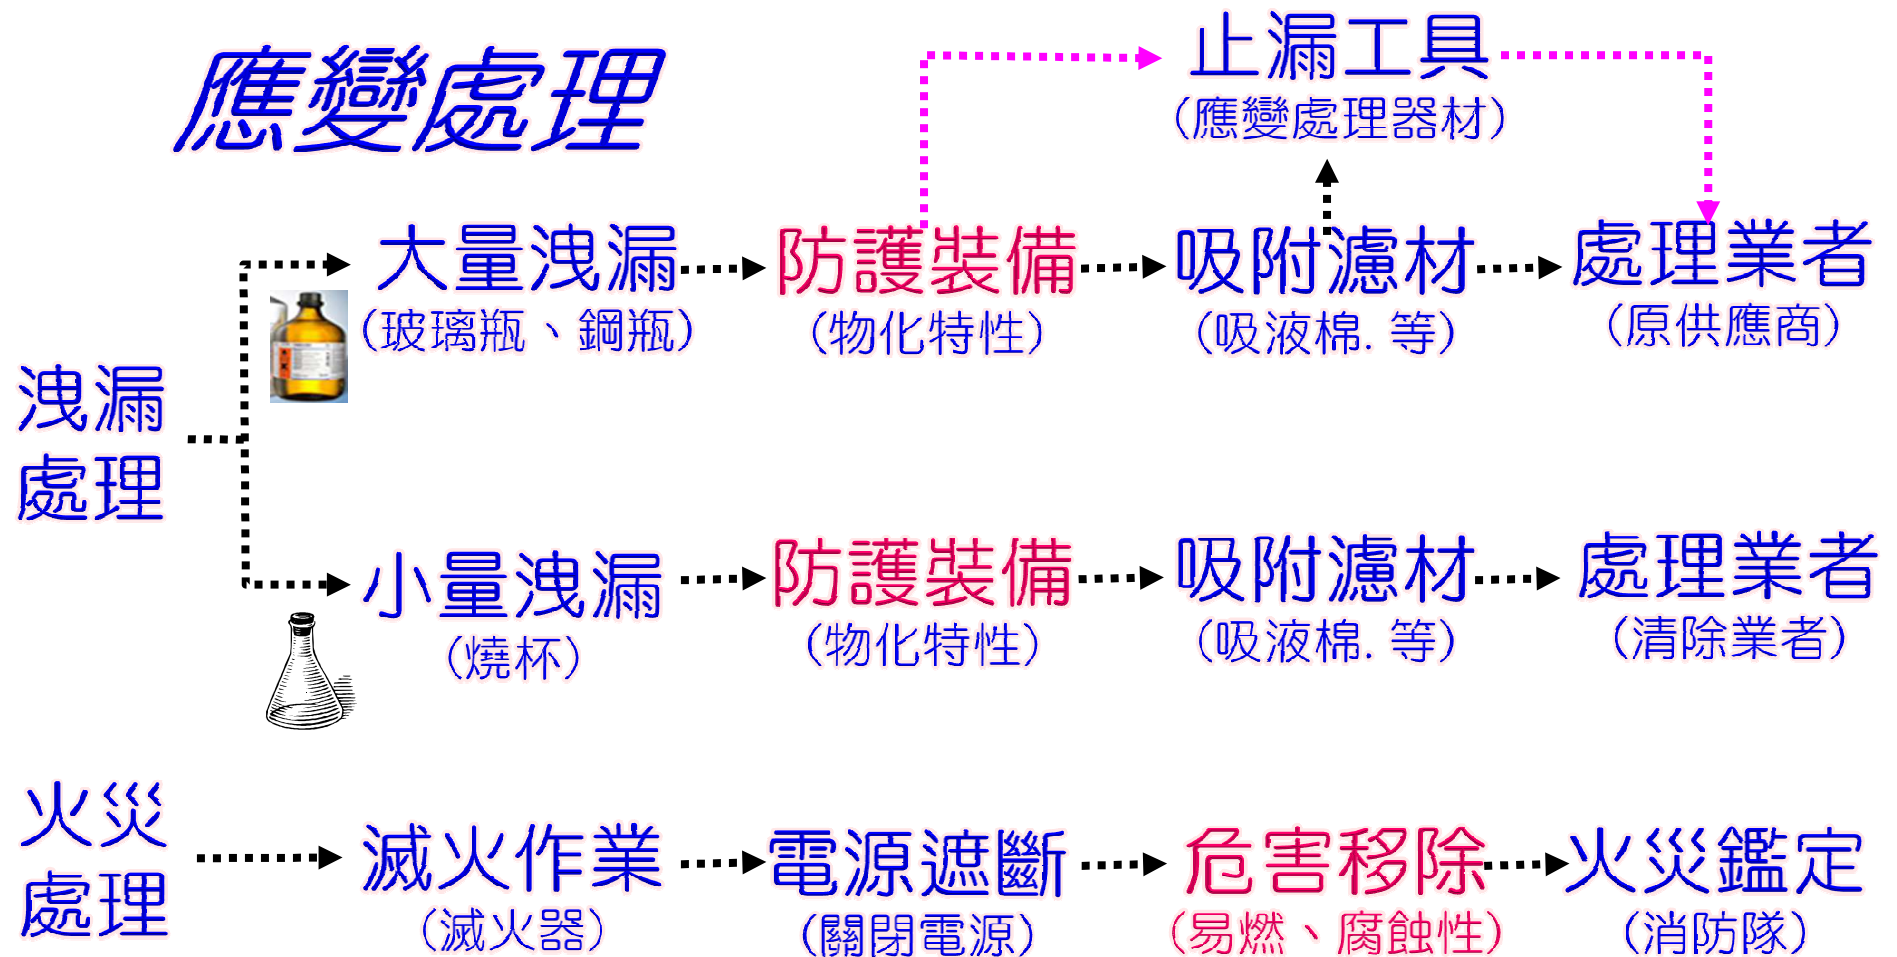 應變處理
止漏工具
(應變處理器材)
洩漏
處理
大量洩漏
(玻璃瓶、鋼瓶)
防護裝備
(物化特性)
吸附濾材
(吸液棉. 等)
處理業者
(原供應商)
小量洩漏
(燒杯)
防護裝備
(物化特性)
吸附濾材
(吸液棉. 等)
處理業者
(清除業者)
火災
處理
滅火作業
(滅火器)
電源遮斷
(關閉電源)
危害移除
(易燃、腐蝕性)
火災鑑定
(消防隊)